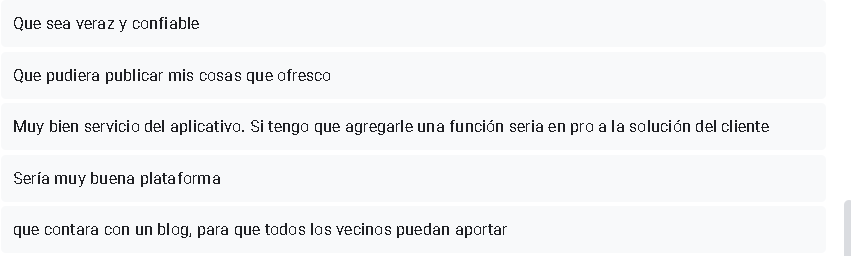 Que sea veraz y confiable
Que pudiera publicar mis cosas que ofresco
Muy bien servicio del aplicativo. Si tengo que agregarle una función seria en pro a la solución del cliente
Sería muy buena plataforma
que contara con un blog, para que todos los vecinos puedan aportar